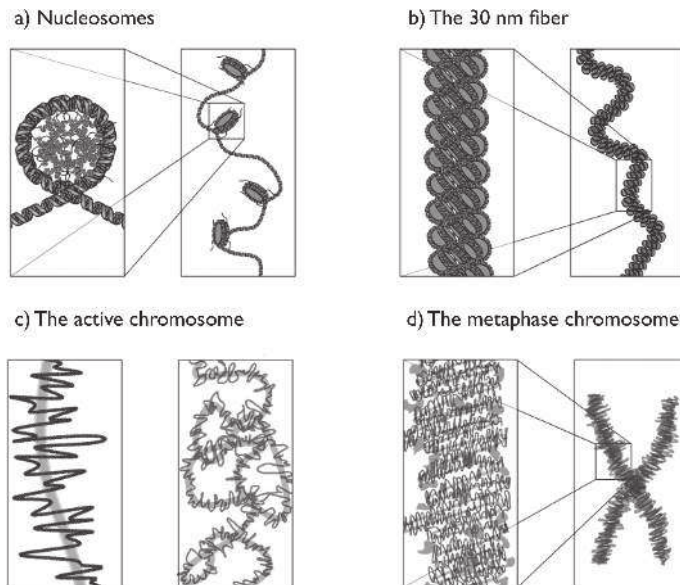 a) Nucleosomes
b) The 30 nm fiber
c) The active chromosome
d) The metaphase chromosome